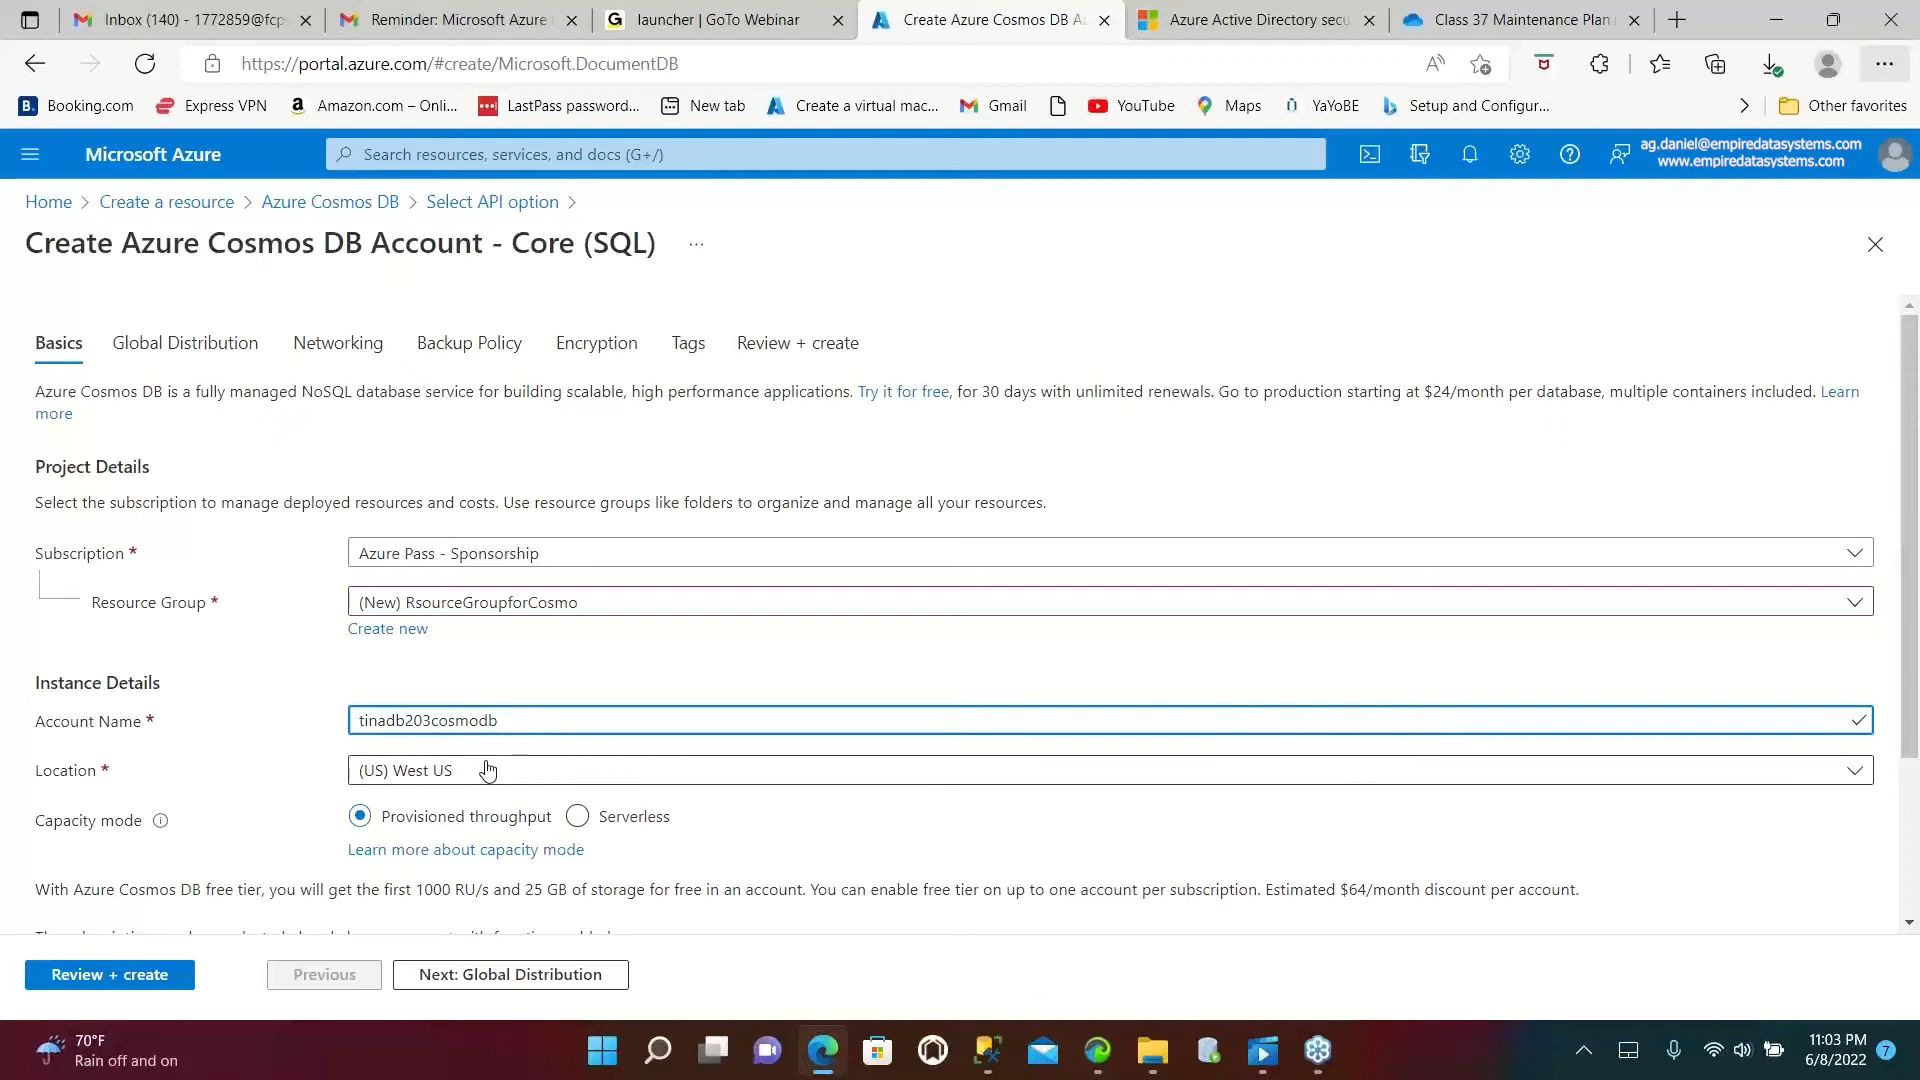 Inbox (140) - 1772859@fcp
Reminder: Microsoft Azure
launcher | GoTo Webinar
Create Azure Cosmos DB Ac
Azure Active Directory secu
Class 37 Maintenance Plan.
https://portal.azure.com/#create/Microsoft.DocumentDB
Booking.com
Express VPN
Amazon.com – Onli...
LastPass password...
New tab
Create a virtual mac...
Gmail
YouTube
Maps
YaYoBE
Setup and Configur...
Other favorites
Microsoft Azure
Search resources, services, and docs (G+/)
ag.daniel@empiredatasystems.com
www.empiredatasystems.com
Home > Create a resource > Azure Cosmos DB > Select API option >
Create Azure Cosmos DB Account - Core (SQL) ...
Basics
Global Distribution
Networking
Backup Policy
Encryption
Tags
Review + create
Azure Cosmos DB is a fully managed NoSQL database service for building scalable, high performance applications. Try it for free, for 30 days with unlimited renewals. Go to production starting at $24/month per database, multiple containers included. Learn
more
Project Details
Select the subscription to manage deployed resources and costs. Use resource groups like folders to organize and manage all your resources.
Subscription *
Azure Pass - Sponsorship
Resource Group *
(New) RsourceGroupforCosmo
Create new
Instance Details
Account Name *
tinadb203cosmodb
Location *
(US) West US
Capacity mode
Provisioned throughput
Serverless
Learn more about capacity mode
With Azure Cosmos DB free tier, you will get the first 1000 RU/s and 25 GB of storage for free in an account. You can enable free tier on up to one account per subscription. Estimated $64/month discount per account.
Review + create
Previous
Next: Global Distribution
70°F
Rain off and on
11:03 PM
6/8/2022
7